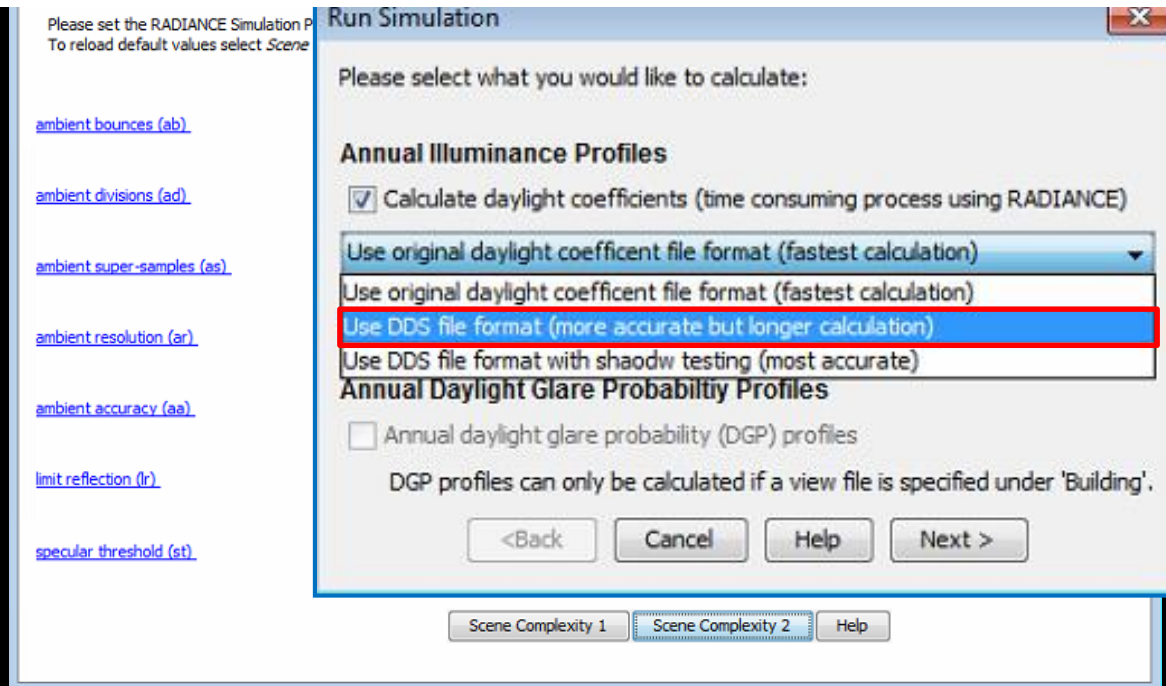 Please set the RADIANCE Simulation P
To reload default values select Scene
ambient bounces (ab)
ambient divisions (ad)
ambient super-samples (as)
ambient resolution (ar)
ambient accuracy (aa)
limit reflection (lr)
specular threshold (st)
Run Simulation
Please select what you would like to calculate:
Annual Illuminance Profiles
Calculate daylight coefficients (time consuming process using RADIANCE)
Use original daylight coefficent file format (fastest calculation)
Use original daylight coefficent file format (fastest calculation)
Use DDS file format (more accurate but longer calculation)
Use DDS file format with shaodw testing (most accurate)
Annual Daylight Glare Probabiltiy Profiles
Annual daylight glare probability (DGP) profiles
DGP profiles can only be calculated if a view file is specified under 'Building'.
<Back Cancel Help Next >
Scene Complexity 1 Scene Complexity 2 Help